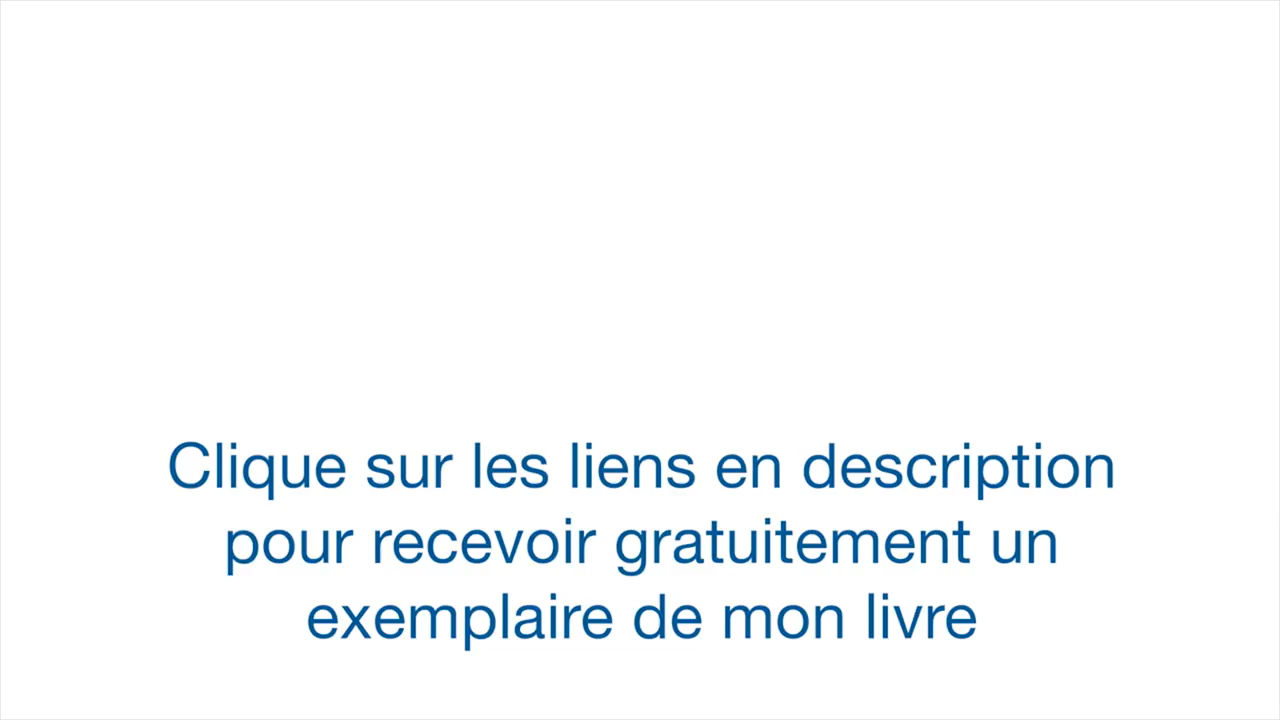 Clique sur les liens en description
pour recevoir gratuitement un
exemplaire de mon livre